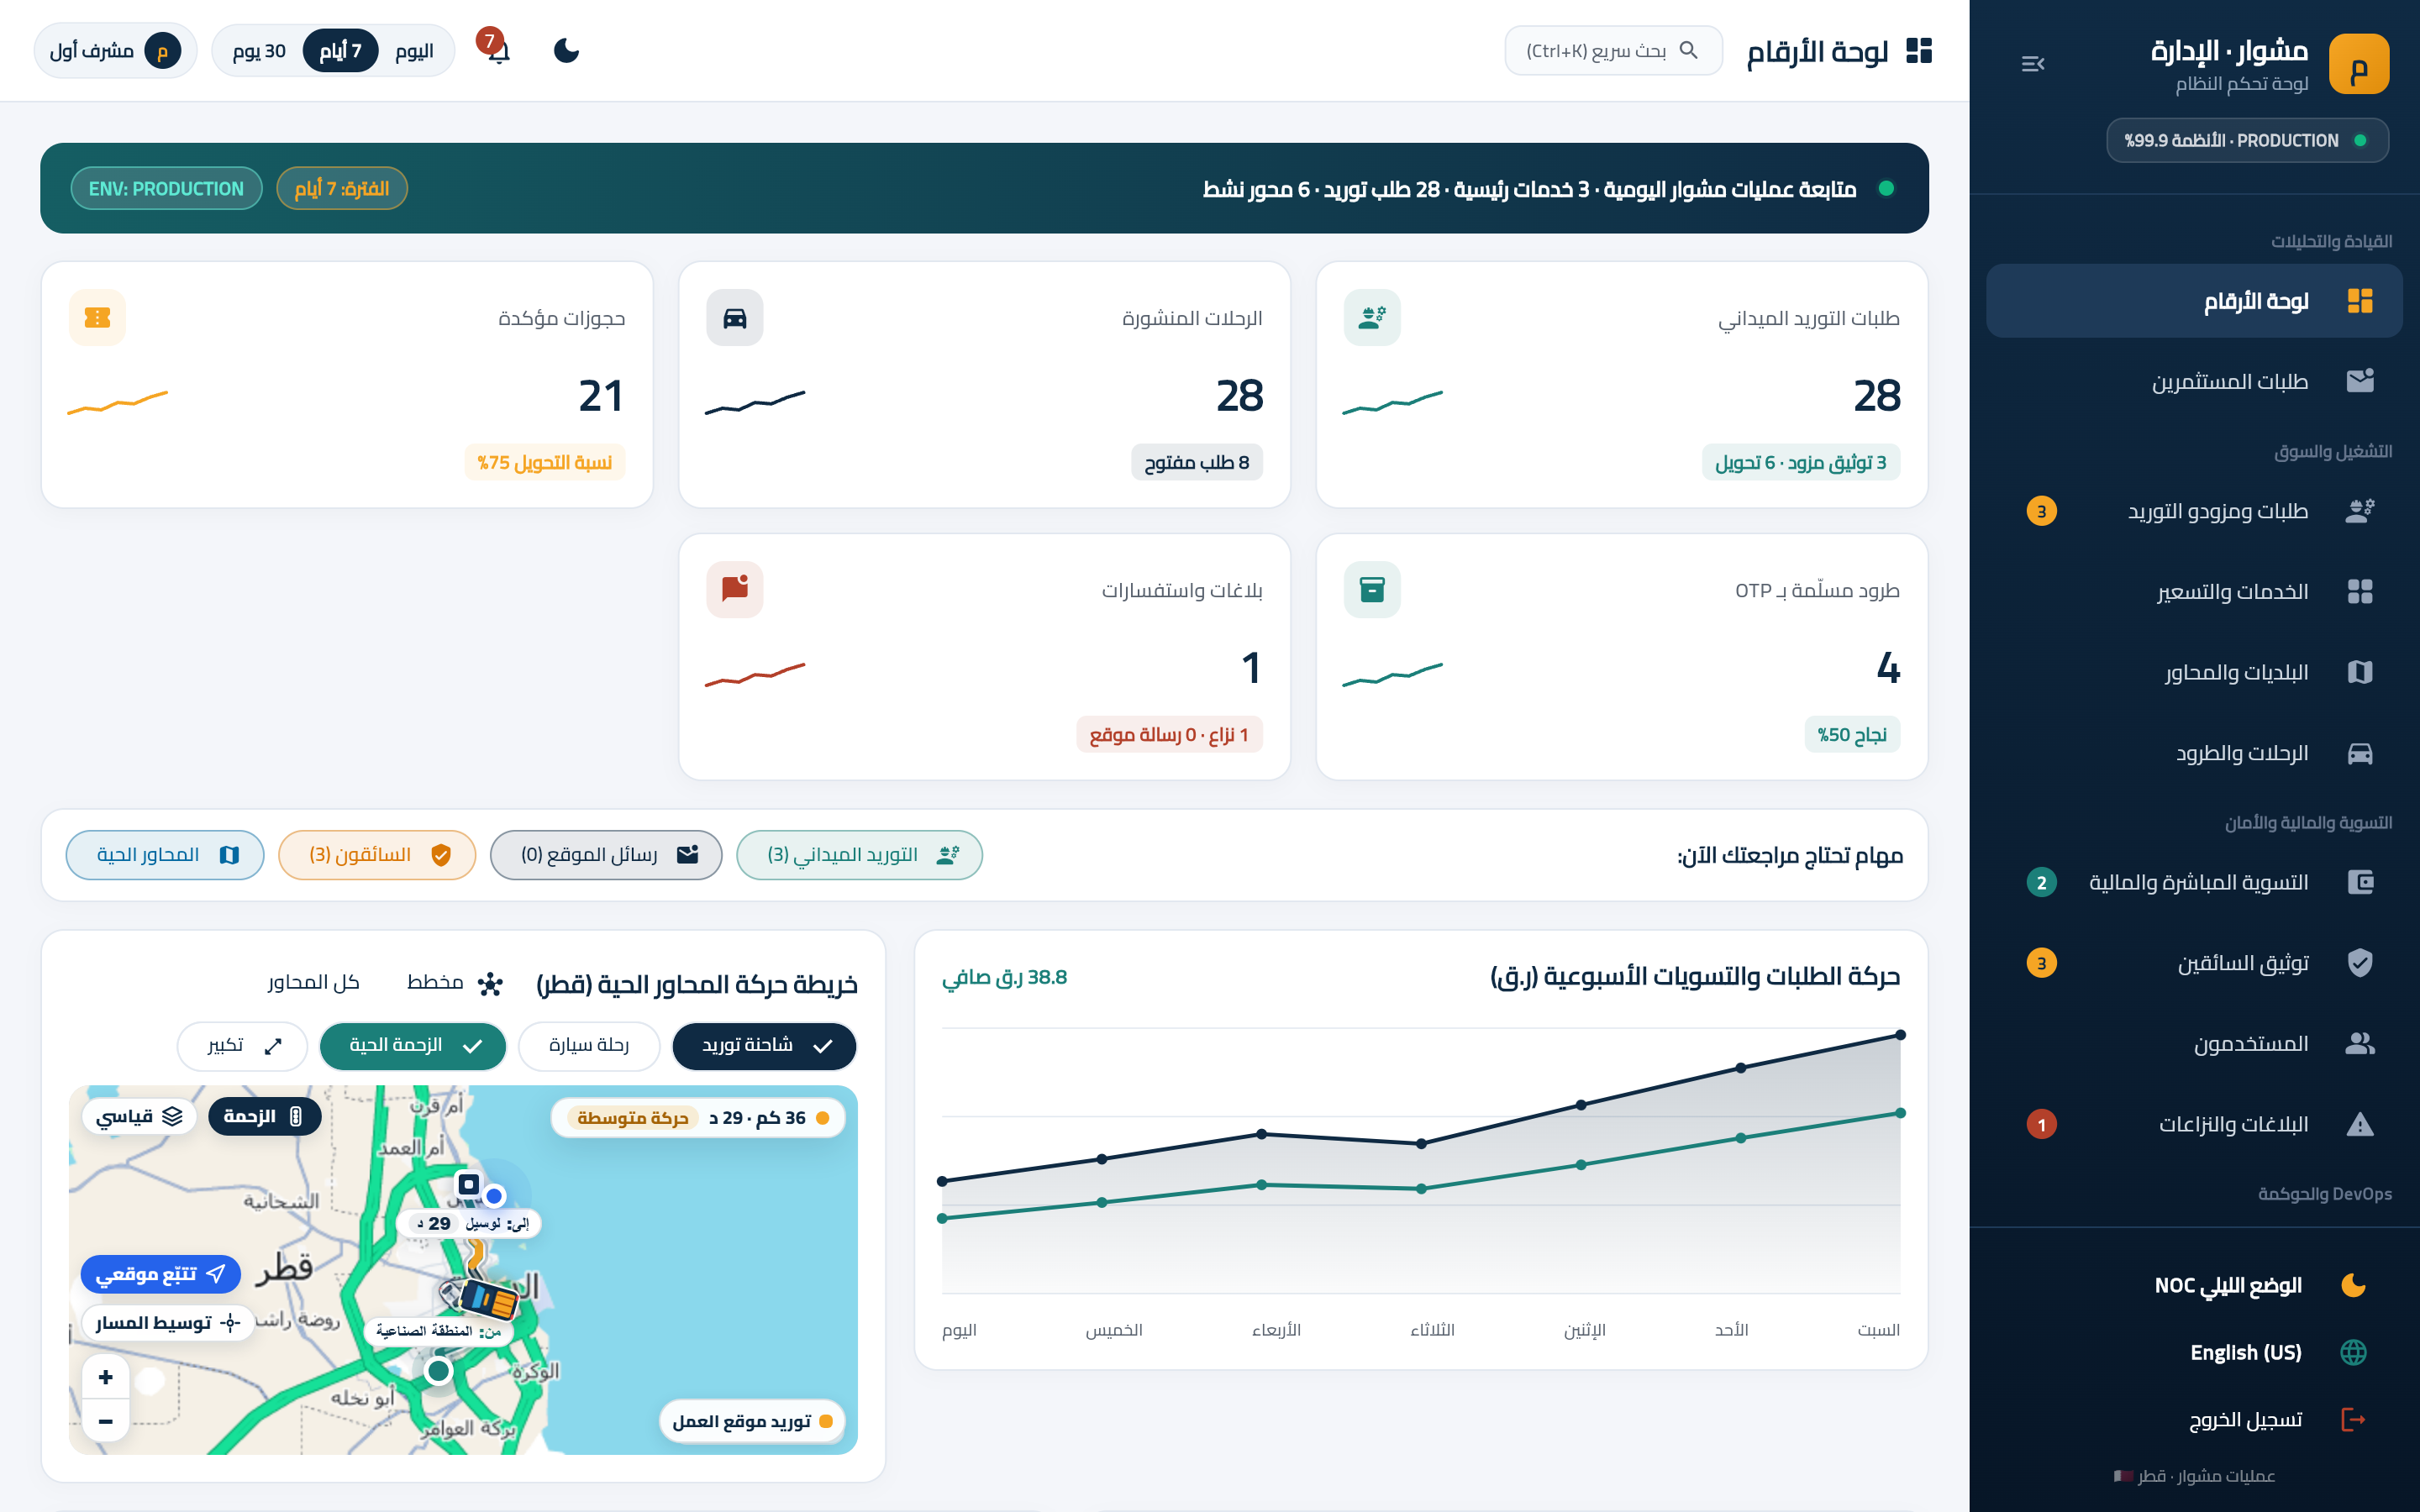 مشوار · الإدارة
لوحة تحكم النظام
م
PRODUCTION · الأنظمة 99.9%
القيادة والتحليلات
لوحة الأرقام
طلبات المستثمرين
التشغيل والسوق
طلبات ومزودو التوريد 3
الخدمات والتسعير
البلديات والمحاور
الرحلات والطرود
التسوية والمالية والأمان
التسوية المباشرة والمالية 2
توثيق السائقين 3
المستخدمون
البلاغات والنزاعات 1
DevOps والحوكمة
الوضع الليلي NOC
English (US)
تسجيل الخروج
عمليات مشوار · قطر
لوحة الأرقام
بحث سريع (Ctrl+K)
7
اليوم
7 أيام
30 يوم
م مشرف أول
متابعة عمليات مشوار اليومية · 3 خدمات رئيسية · 28 طلب توريد · 6 محور نشط
الفترة: 7 أيام
ENV: PRODUCTION
طلبات التوريد الميداني
28
3 توثيق مزود · 6 تحويل
الرحلات المنشورة
28
8 طلب مفتوح
حجوزات مؤكدة
21
نسبة التحويل 75%
طرود مسلّمة بـ OTP
4
نجاح 50%
بلاغات واستفسارات
1
1 نزاع · 0 رسالة موقع
مهام تحتاج مراجعتك الآن:
التوريد الميداني (3)
رسائل الموقع (0)
السائقون (3)
المحاور الحية
حركة الطلبات والتسويات الأسبوعية (ر.ق)
38.8 ر.ق صافي
السبت
الأحد
الإثنين
الثلاثاء
الأربعاء
الخميس
اليوم
خريطة حركة المحاور الحية (قطر)
مخطط
كل المحاور
شاحنة توريد
رحلة سيارة
الزحمة الحية
تكبير
36 كم · 29 د حركة متوسطة
الزحمة
قياسي
أم قرن
أم العمد
الشحانية
إلى: لوسيل 29 د
قطر
تتبّع موقعي
توسيط المسار
من: المنطقة الصناعية
الوكرة
أبو نخلة
بركة العوامر
+
−
توريد موقع العمل